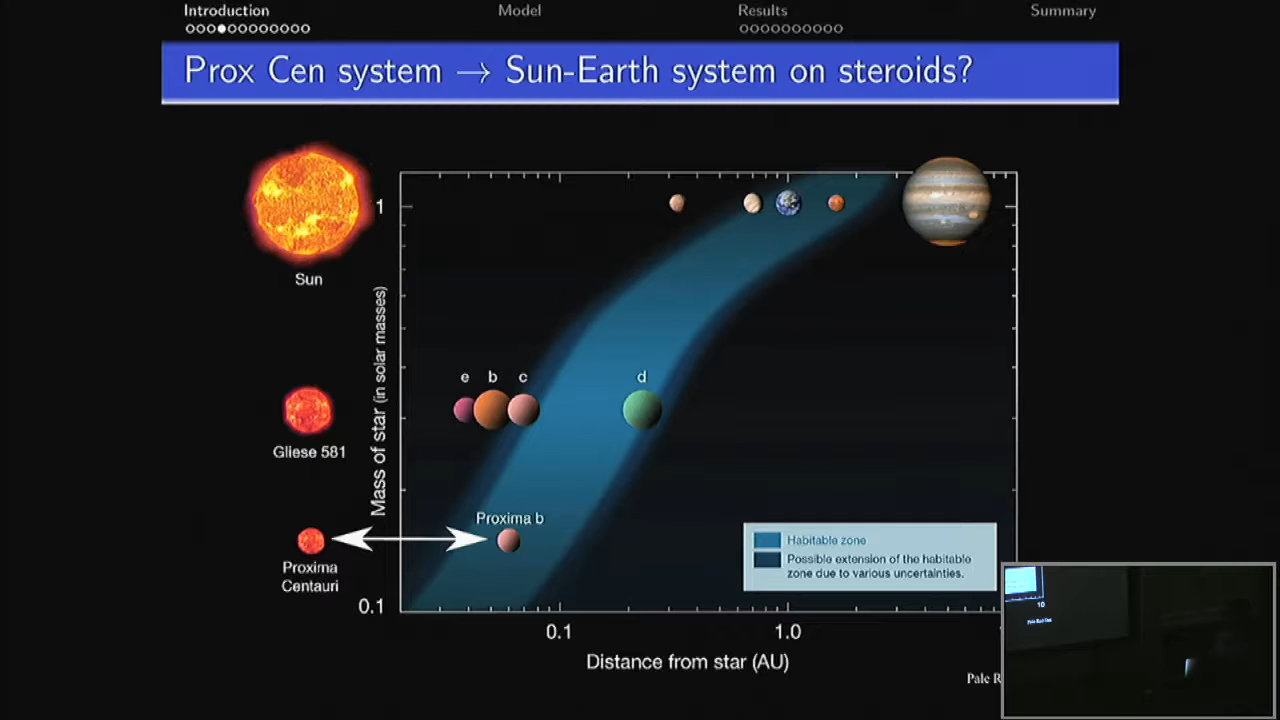 Introduction
Model
Results
Summary
Prox Cen system → Sun-Earth system on steroids?
Sun
Gliese 581
Proxima
Centauri
Mass of star (in solar masses)
1
0.1
e b c d
Proxima b
Habitable zone
Possible extension of the habitable
zone due to various uncertainties.
0.1
1.0
Distance from star (AU)
Pale R
10